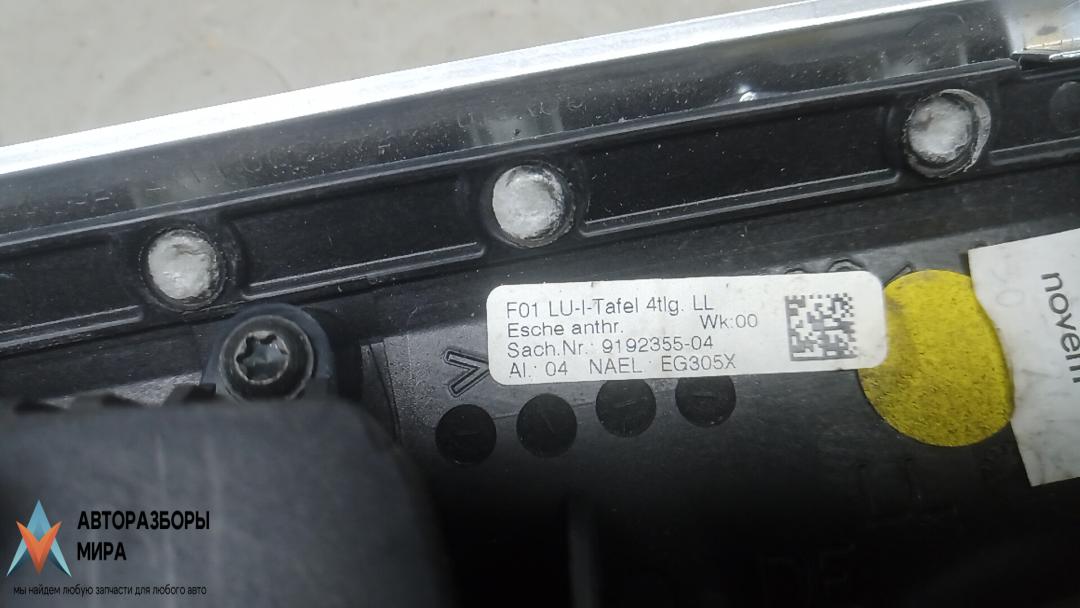 F01 LU-I-Tafel 4tlg. LL
Esche anthr. Wk:00
Sach.Nr.: 9192355-04
AI.: 04 NAEL.: EG305X
novem
АВТОРАЗБОРЫ
МИРА
мы найдем любую запчасти для любого авто